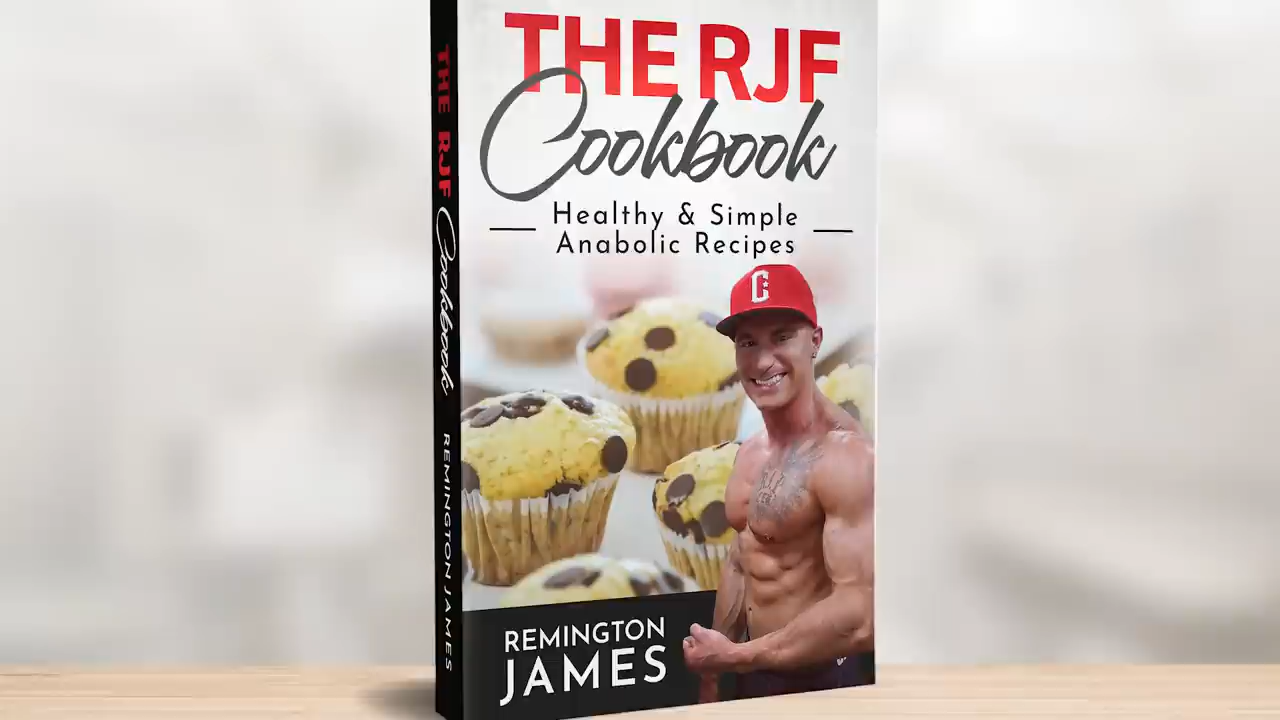 THE RJF
Cookbook
Healthy & Simple
Anabolic Recipes
C
REMINGTON
JAMES
THE RJF Cookbook REMINGTON JAMES